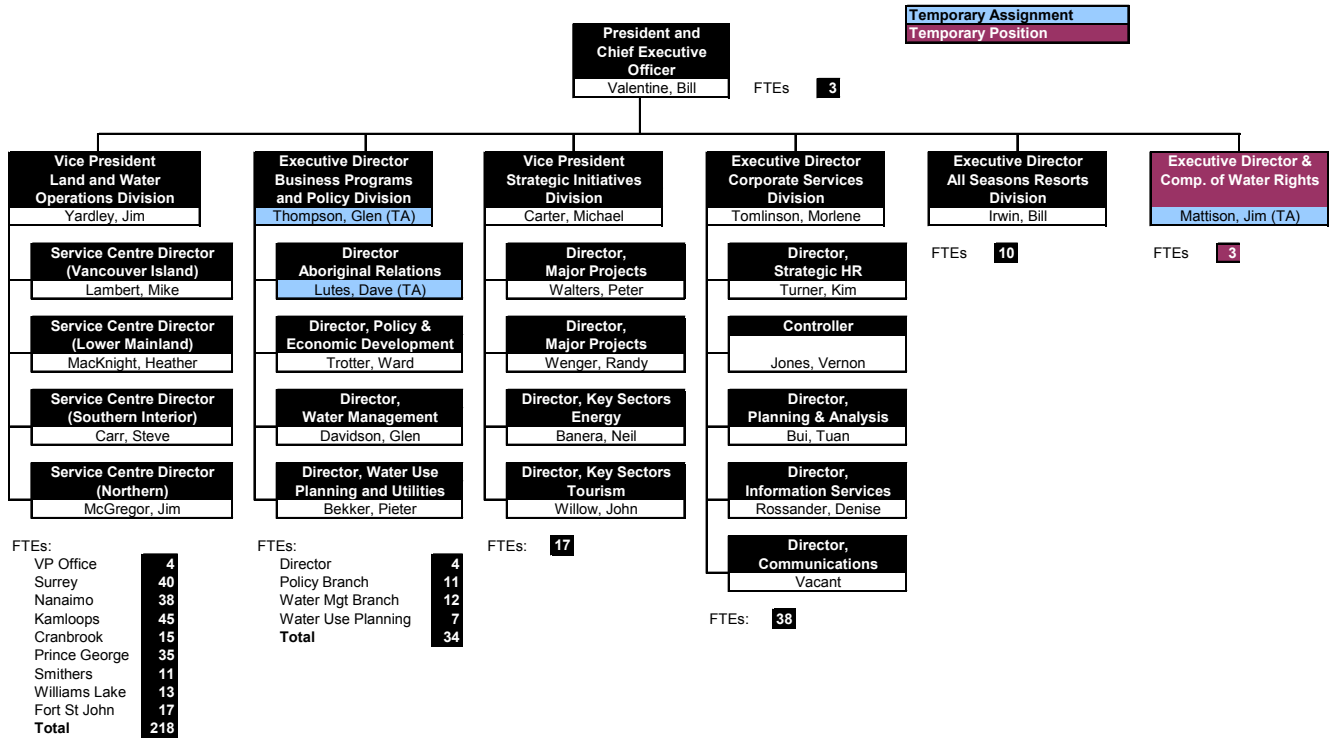 Temporary Assignment
Temporary Position
President and
Chief Executive
Officer
Valentine, Bill
FTEs 3
Vice President
Land and Water
Operations Division
Yardley, Jim
Service Centre Director
(Vancouver Island)
Lambert, Mike
Service Centre Director
(Lower Mainland)
MacKnight, Heather
Service Centre Director
(Southern Interior)
Carr, Steve
Service Centre Director
(Northern)
McGregor, Jim
FTEs:
VP Office 4
Surrey 40
Nanaimo 38
Kamloops 45
Cranbrook 15
Prince George 35
Smithers 11
Williams Lake 13
Fort St John 17
Total 218
Executive Director
Business Programs
and Policy Division
Thompson, Glen (TA)
Director
Aboriginal Relations
Lutes, Dave (TA)
Director, Policy &
Economic Development
Trotter, Ward
Director,
Water Management
Davidson, Glen
Director, Water Use
Planning and Utilities
Bekker, Pieter
FTEs:
Director 4
Policy Branch 11
Water Mgt Branch 12
Water Use Planning 7
Total 34
Vice President
Strategic Initiatives
Division
Carter, Michael
Director,
Major Projects
Walters, Peter
Director,
Major Projects
Wenger, Randy
Director, Key Sectors
Energy
Banera, Neil
Director, Key Sectors
Tourism
Willow, John
FTEs: 17
Executive Director
Corporate Services
Division
Tomlinson, Morlene
Director,
Strategic HR
Turner, Kim
Controller
Jones, Vernon
Director,
Planning & Analysis
Bui, Tuan
Director,
Information Services
Rossander, Denise
Director,
Communications
Vacant
FTEs: 38
Executive Director
All Seasons Resorts
Division
Irwin, Bill
FTEs 10
Executive Director &
Comp. of Water Rights
Mattison, Jim (TA)
FTEs 3